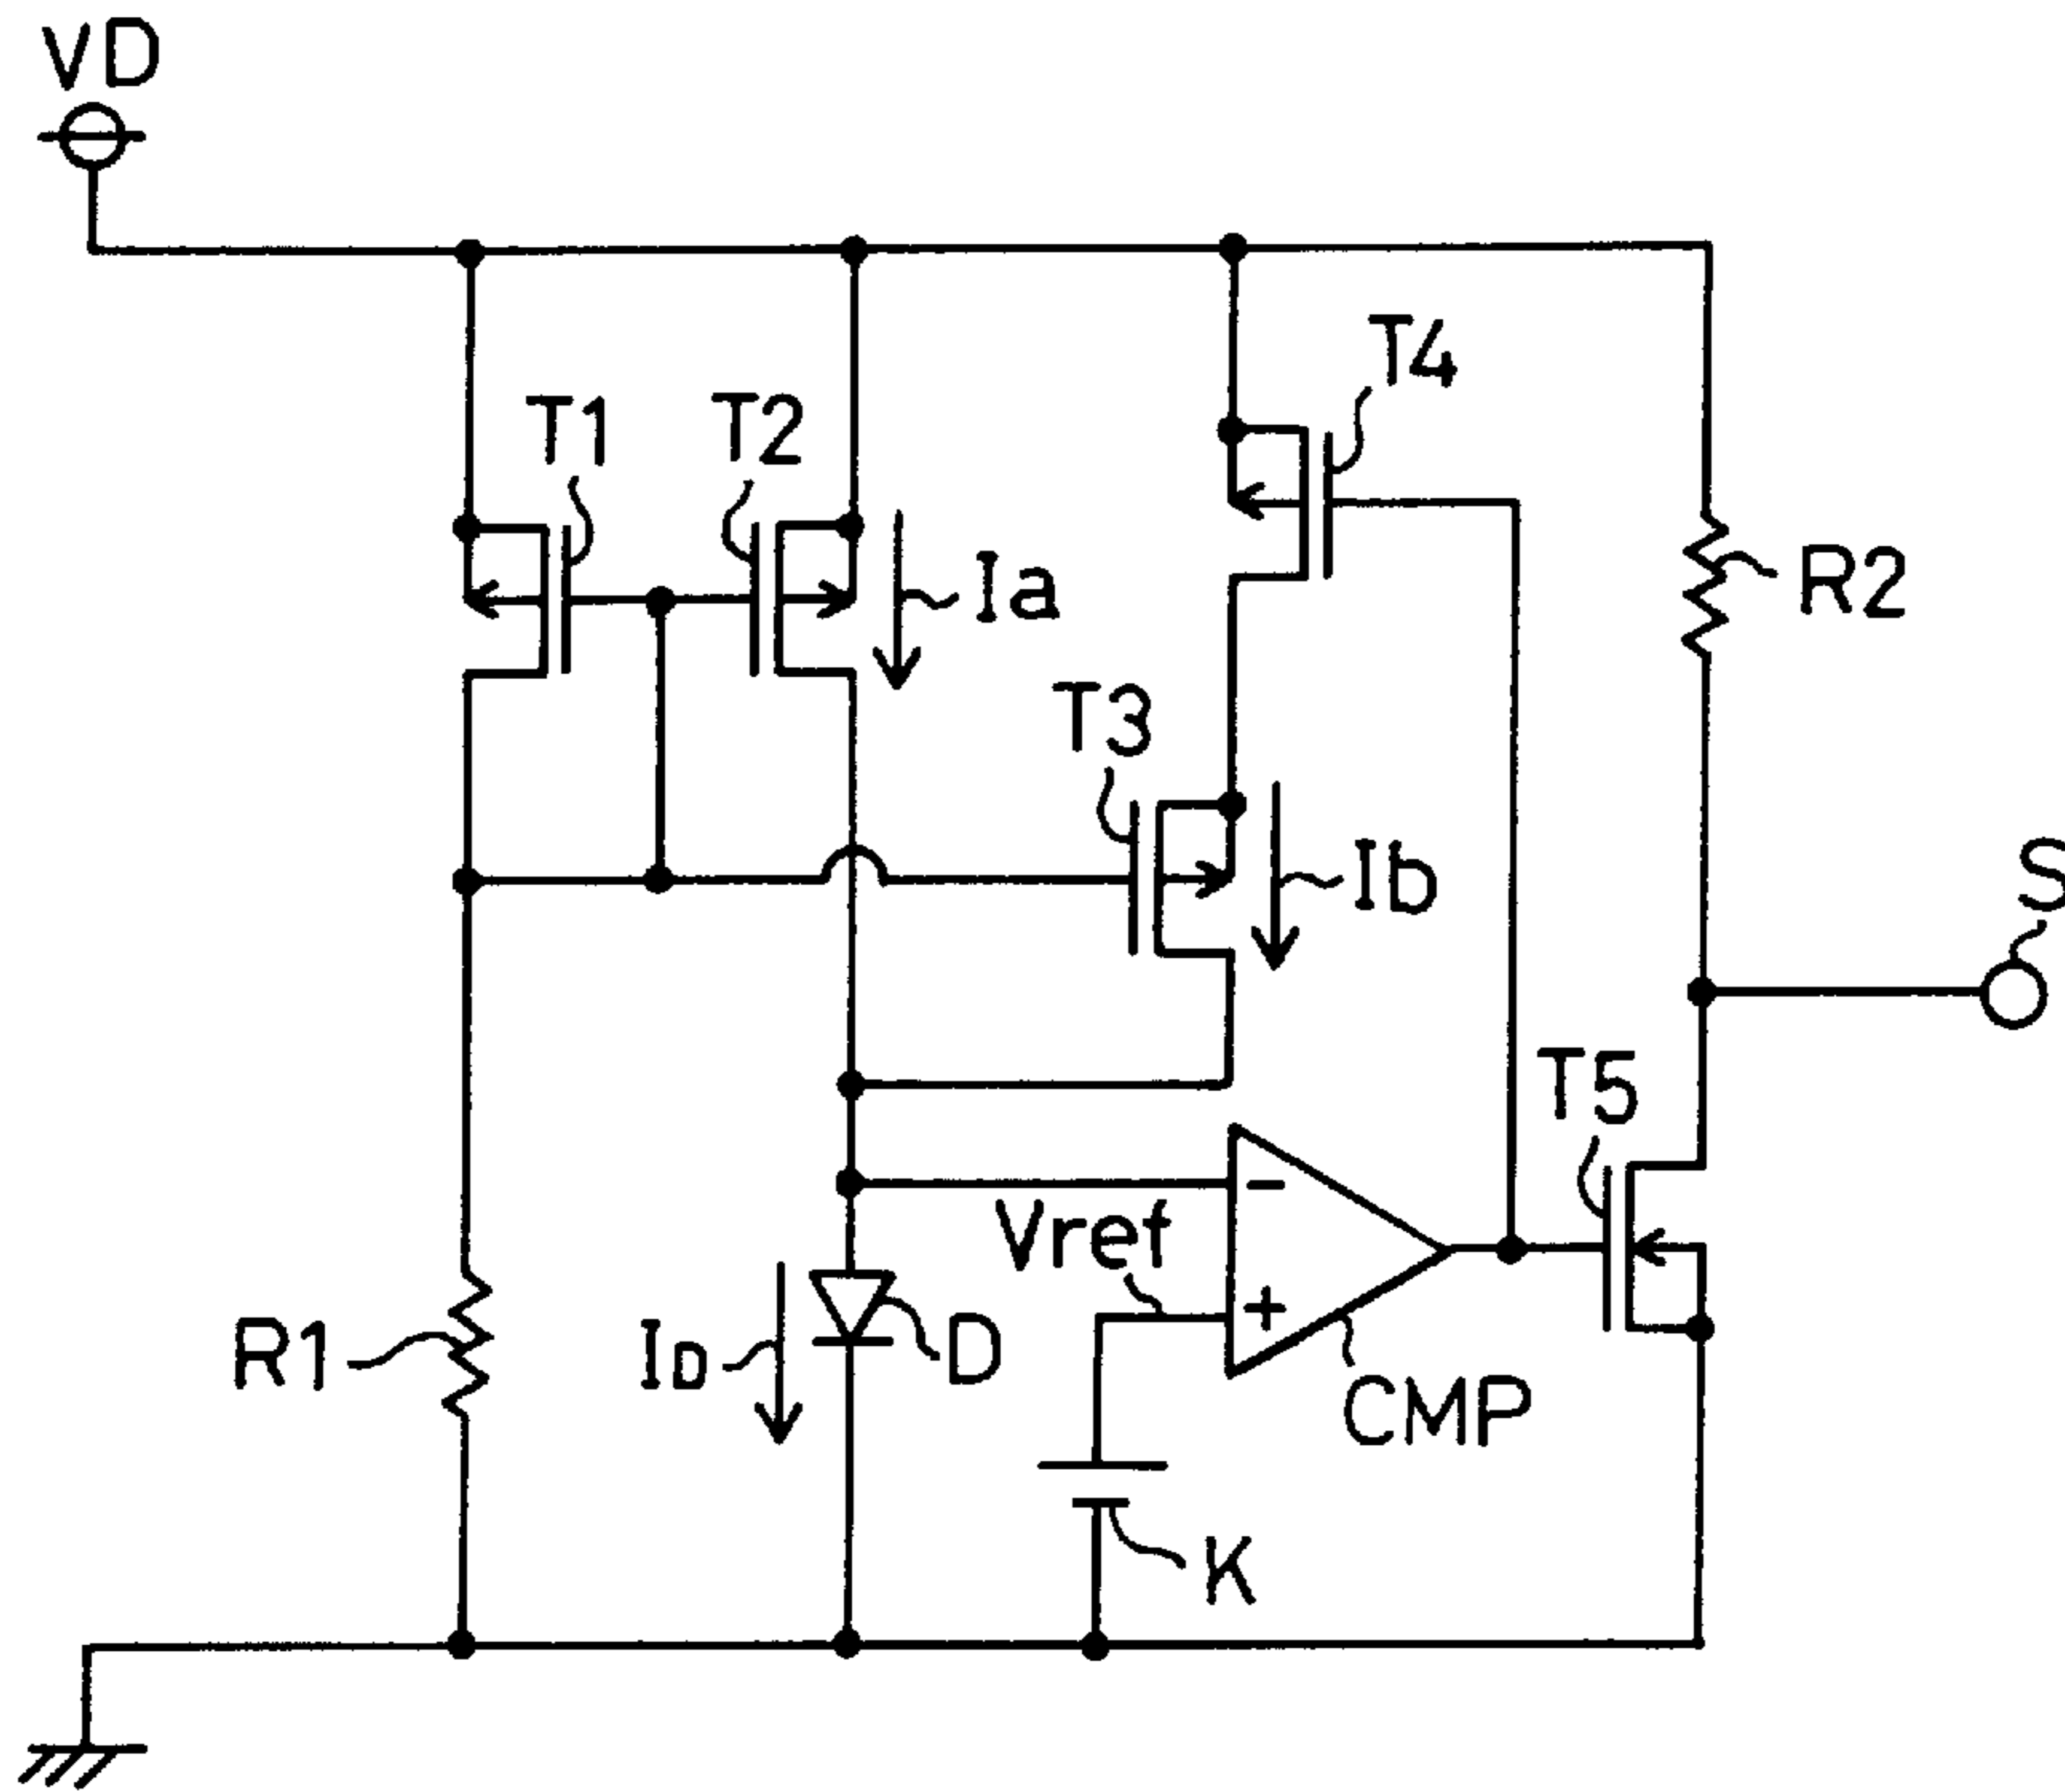 VD
T4
T1
T2
Ia
R2
T3
Ib
S
T5
-
Vref
+
R1
ID
D
CMP
K